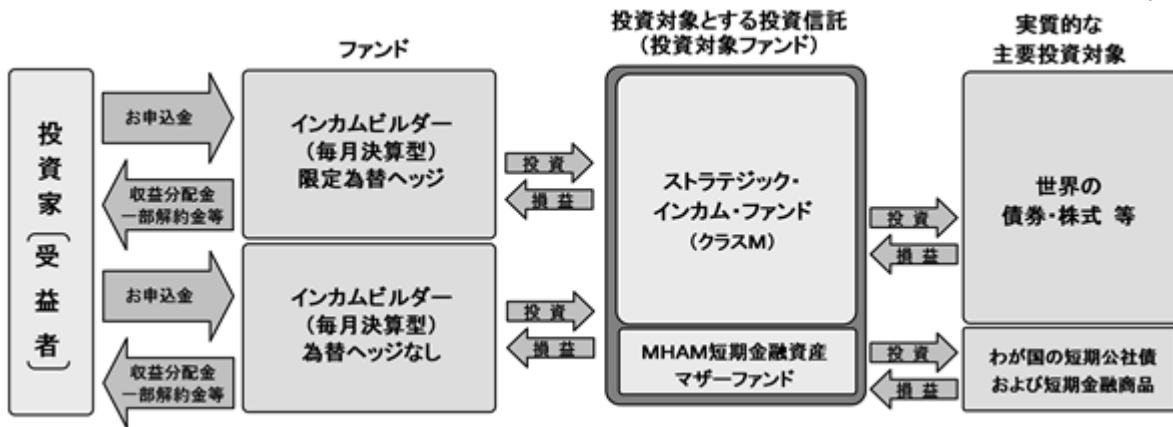 ファンド
投資対象とする投資信託
(投資対象ファンド)
実質的な
主要投資対象
投資家〔受益者〕
お申込金
収益分配金
一部解約金等
お申込金
収益分配金
一部解約金等
インカムビルダー
(毎月決算型)
限定為替ヘッジ
インカムビルダー
(毎月決算型)
為替ヘッジなし
投資
損益
投資
損益
ストラテジック・
インカム・ファンド
(クラスM)
MHAM短期金融資産
マザーファンド
投資
損益
投資
損益
世界の
債券・株式 等
わが国の短期公社債
および短期金融商品